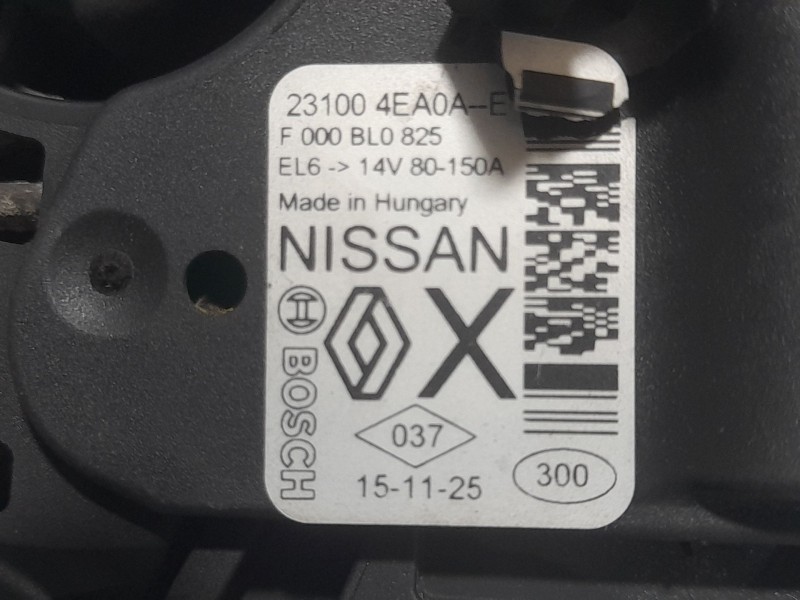 23100 4EA0A--E
F 000 BL0 825
EL6 -> 14V 80-150A
Made in Hungary
NISSAN
BOSCH
X
037
15-11-25
300